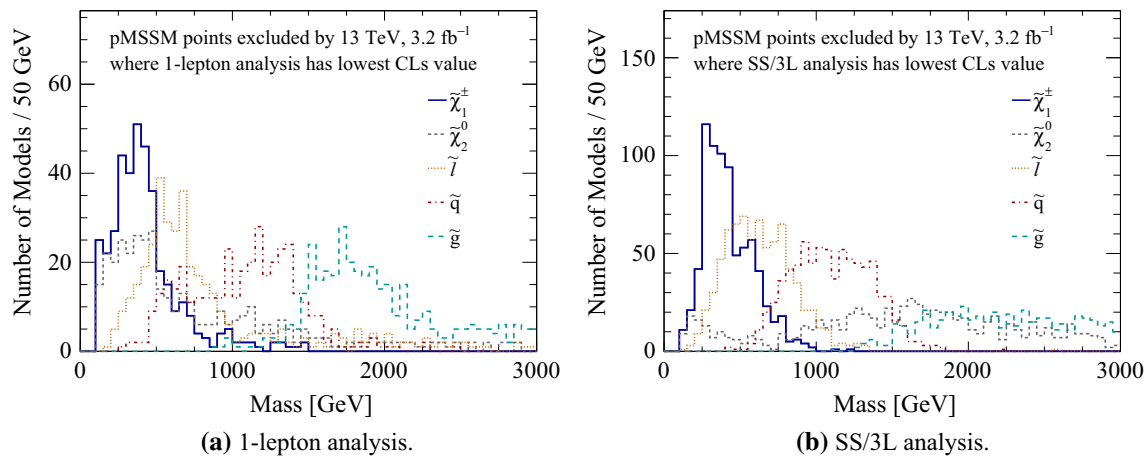 pMSSM points excluded by 13 TeV, 3.2 fb⁻¹
where 1-lepton analysis has lowest CLs value
χ̃₁±
χ̃₂⁰
l̃
q̃
g̃
Number of Models / 50 GeV
60
40
20
0
0 1000 2000 3000
Mass [GeV]
(a) 1-lepton analysis.
pMSSM points excluded by 13 TeV, 3.2 fb⁻¹
where SS/3L analysis has lowest CLs value
χ̃₁±
χ̃₂⁰
l̃
q̃
g̃
Number of Models / 50 GeV
150
100
50
0
0 1000 2000 3000
Mass [GeV]
(b) SS/3L analysis.